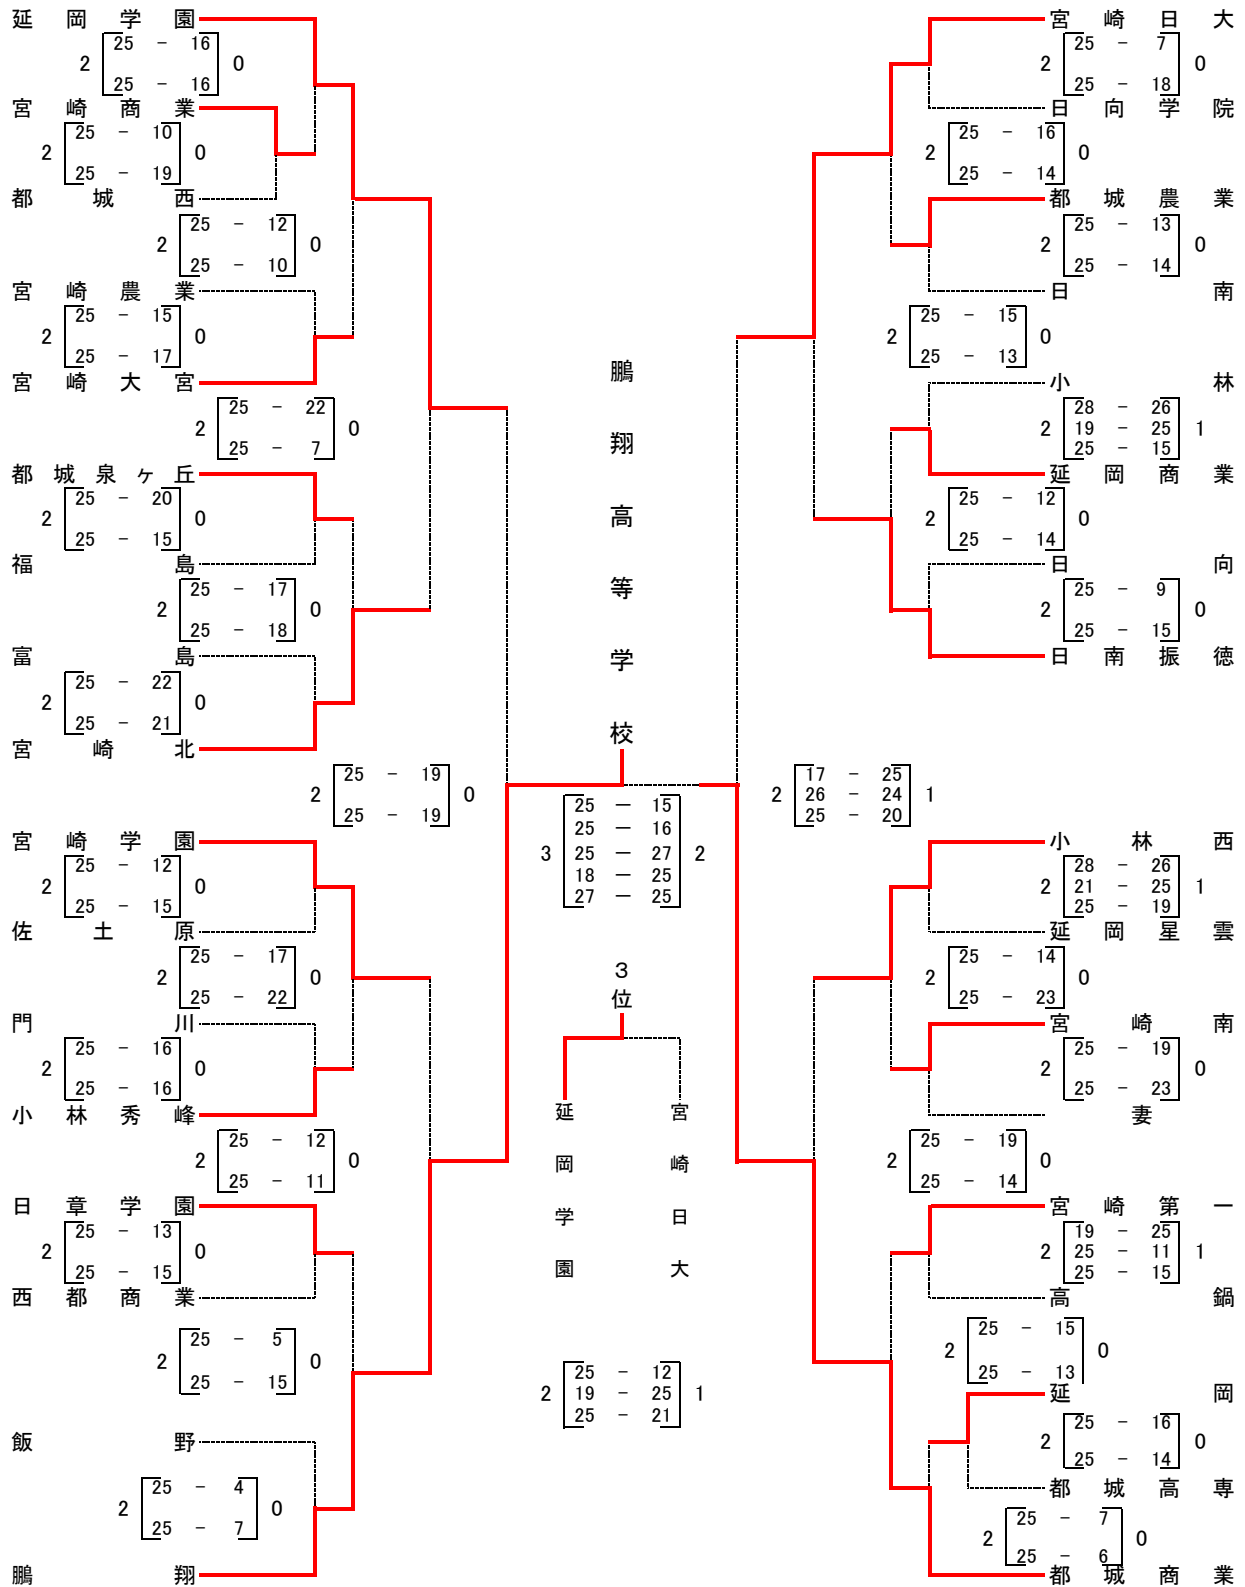 延岡学園
2 25 － 16 0
25 － 16
宮崎商業
2 25 － 10 0
25 － 19
都城西
2 25 － 12 0
25 － 10
宮崎農業
2 25 － 15 0
25 － 17
宮崎大宮
2 25 － 22 0
25 － 7
都城泉ヶ丘
2 25 － 20 0
25 － 15
福島
2 25 － 17 0
25 － 18
富島
2 25 － 22 0
25 － 21
宮崎北
2 25 － 19 0
25 － 19
宮崎学園
2 25 － 12 0
25 － 15
佐土原
2 25 － 17 0
25 － 22
門川
2 25 － 16 0
25 － 16
小林秀峰
2 25 － 12 0
25 － 11
日章学園
2 25 － 13 0
25 － 15
西都商業
2 25 － 5 0
25 － 15
飯野
2 25 － 4 0
25 － 7
鵬翔
鵬翔高等学校
25 － 15
25 － 16
3 25 － 27 2
18 － 25
27 － 25
3位
延岡学園
宮崎日大
25 － 12
2 19 － 25 1
25 － 21
宮崎日大
2 25 － 7 0
25 － 18
日向学院
2 25 － 16 0
25 － 14
都城農業
2 25 － 13 0
25 － 14
日南
2 25 － 15 0
25 － 13
小林
28 － 26
2 19 － 25 1
25 － 15
延岡商業
2 25 － 12 0
25 － 14
日向
2 25 － 9 0
25 － 15
日南振徳
17 － 25
2 26 － 24 1
25 － 20
小林西
28 － 26
2 21 － 25 1
25 － 19
延岡星雲
2 25 － 14 0
25 － 23
宮崎南
2 25 － 19 0
25 － 23
妻
2 25 － 19 0
25 － 14
宮崎第一
19 － 25
2 25 － 11 1
25 － 15
高鍋
2 25 － 15 0
25 － 13
延岡
2 25 － 16 0
25 － 14
都城高専
2 25 － 7 0
25 － 6
都城商業